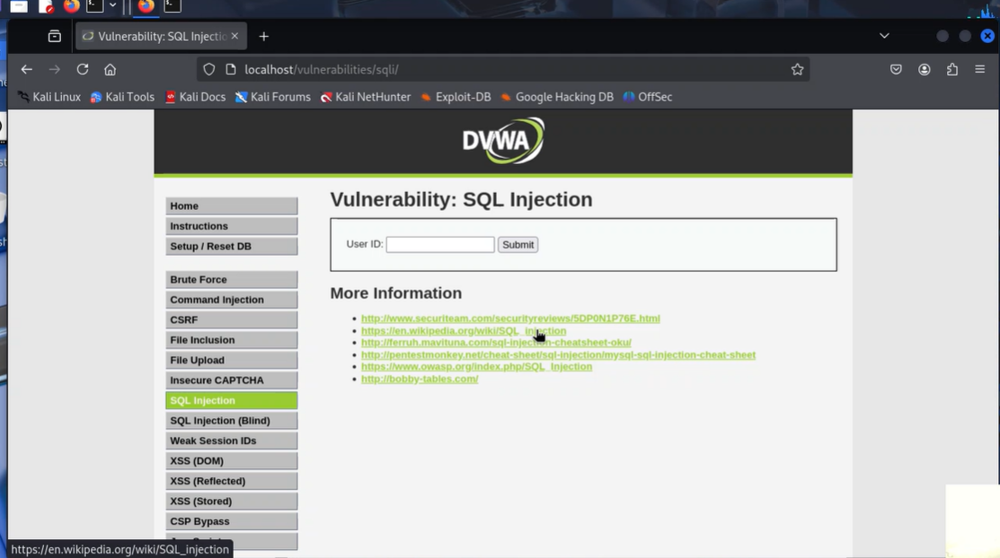 Vulnerability: SQL Injectio
localhost/vulnerabilities/sqli/
Kali Linux Kali Tools Kali Docs Kali Forums Kali NetHunter Exploit-DB Google Hacking DB OffSec
DVWA
Home
Instructions
Setup / Reset DB
Brute Force
Command Injection
CSRF
File Inclusion
File Upload
Insecure CAPTCHA
SQL Injection
SQL Injection (Blind)
Weak Session IDs
XSS (DOM)
XSS (Reflected)
XSS (Stored)
CSP Bypass
Vulnerability: SQL Injection
User ID: Submit
More Information
http://www.securiteam.com/securityreviews/5DP0N1P76E.html
https://en.wikipedia.org/wiki/SQL_injection
http://ferruh.mavituna.com/sql-injection-cheatsheet-oku/
http://pentestmonkey.net/cheat-sheet/sql-injection/mysql-sql-injection-cheat-sheet
https://www.owasp.org/index.php/SQL_Injection
http://bobby-tables.com/
https://en.wikipedia.org/wiki/SQL_injection